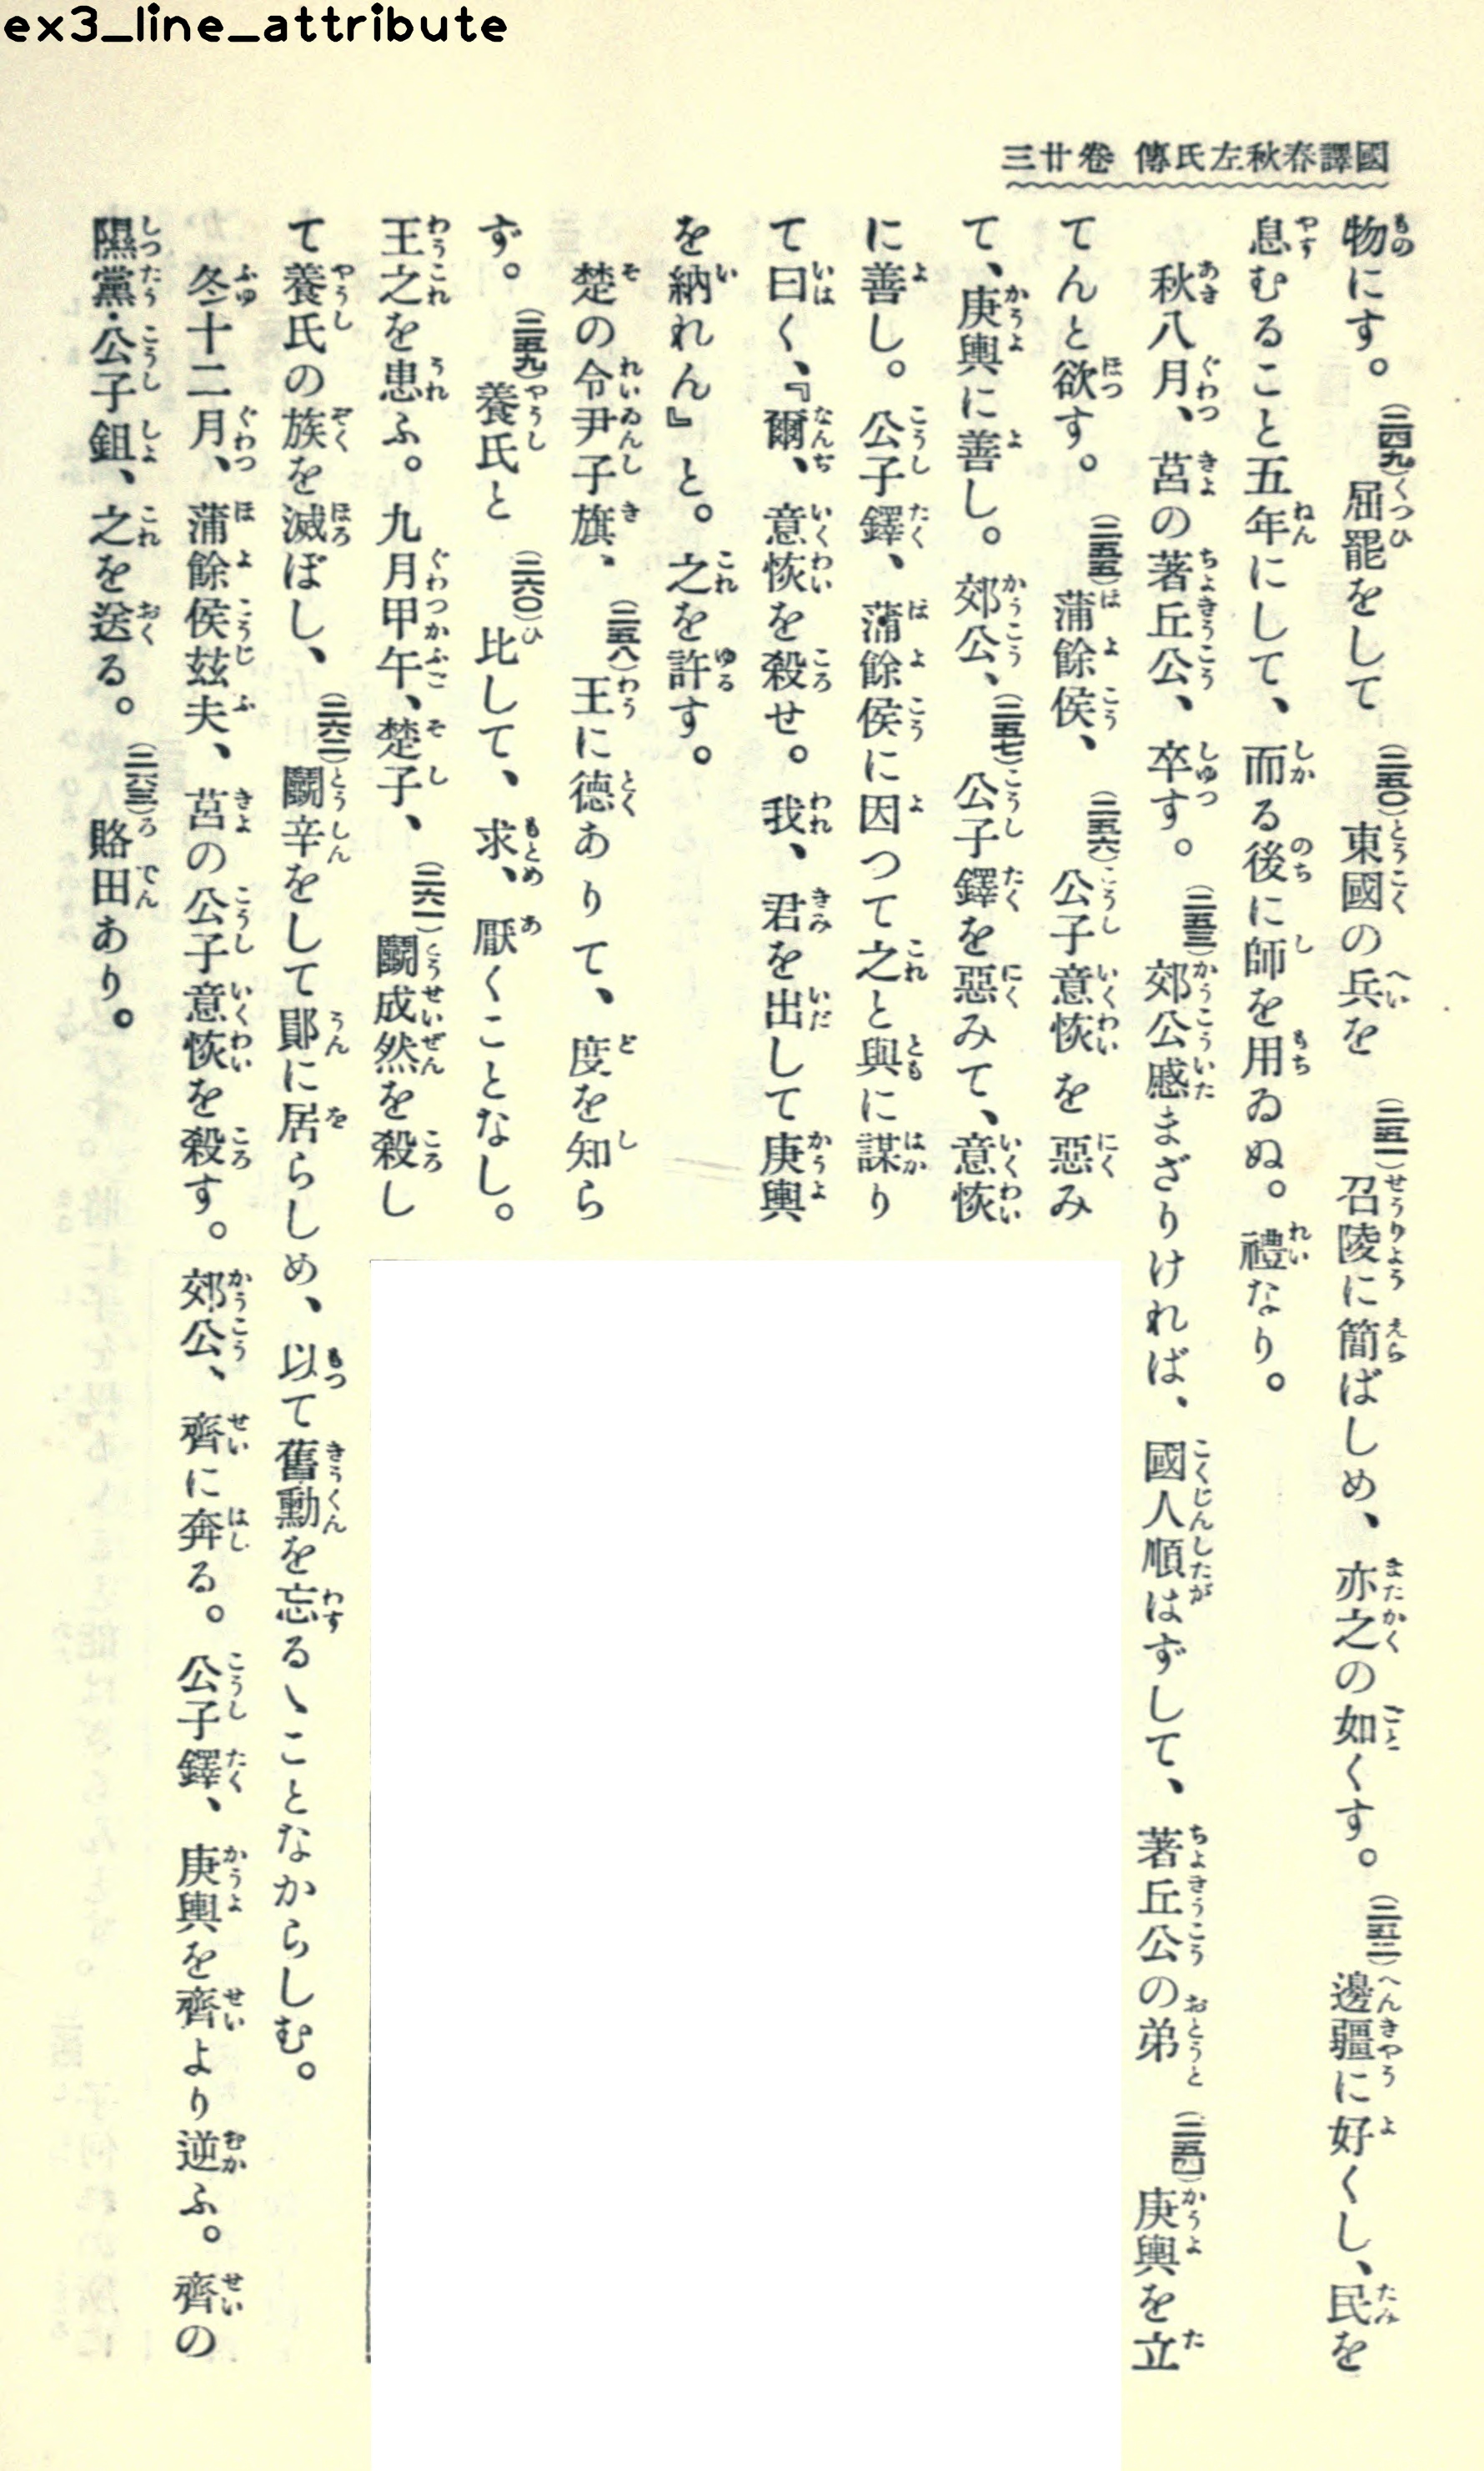 ex3_line_attribute
國譯春秋左氏傳 卷廿三
物にす。(二四九)屈罷をして(二五〇)東國の兵を(二五一)召陵に簡ばしめ、亦之の如くす。(二五二)邊疆に好くし、民を
息むること五年にして、而る後に師を用ゐぬ。禮なり。
秋八月、莒の著丘公、卒す。(二五三)郊公慼まざりければ、國人順はずして、著丘公の弟(二五四)庚輿を立
てんと欲す。(二五五)蒲餘侯、(二五六)公子意恢を惡み
て、庚輿に善し。郊公、(二五七)公子鐸を惡みて、意恢
に善し。公子鐸、蒲餘侯に因つて之と與に謀り
て曰く、『爾、意恢を殺せ。我、君を出して庚輿
を納れん』と。之を許す。
楚の令尹子旗、(二五八)王に德ありて、度を知ら
ず。(二五九)養氏と(二六〇)比して、求、厭くことなし。
王之を患ふ。九月甲午、楚子、(二六一)鬬成然を殺し
て養氏の族を滅ぼし、(二六二)鬬辛をして鄖に居らしめ、以て舊勳を忘るゝことなからしむ。
冬十二月、蒲餘侯茲夫、莒の公子意恢を殺す。郊公、齊に奔る。公子鐸、庚輿を齊より逆ふ。齊の
隰黨・公子鉏、之を送る。(二六三)賂田あり。